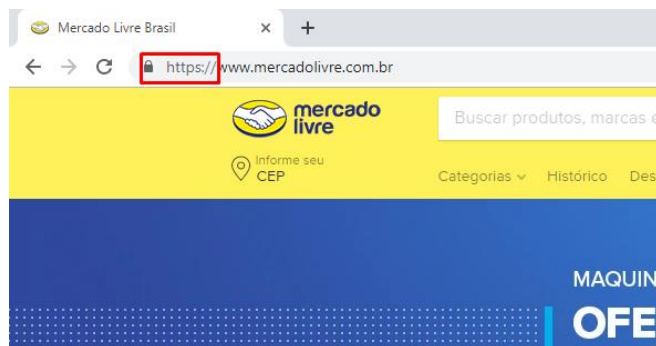 Mercado Livre Brasil
https://www.mercadolivre.com.br
mercado
livre
Buscar produtos, marcas e
Informe seu
CEP
Categorias
Histórico
Des
MAQUIN
OFE